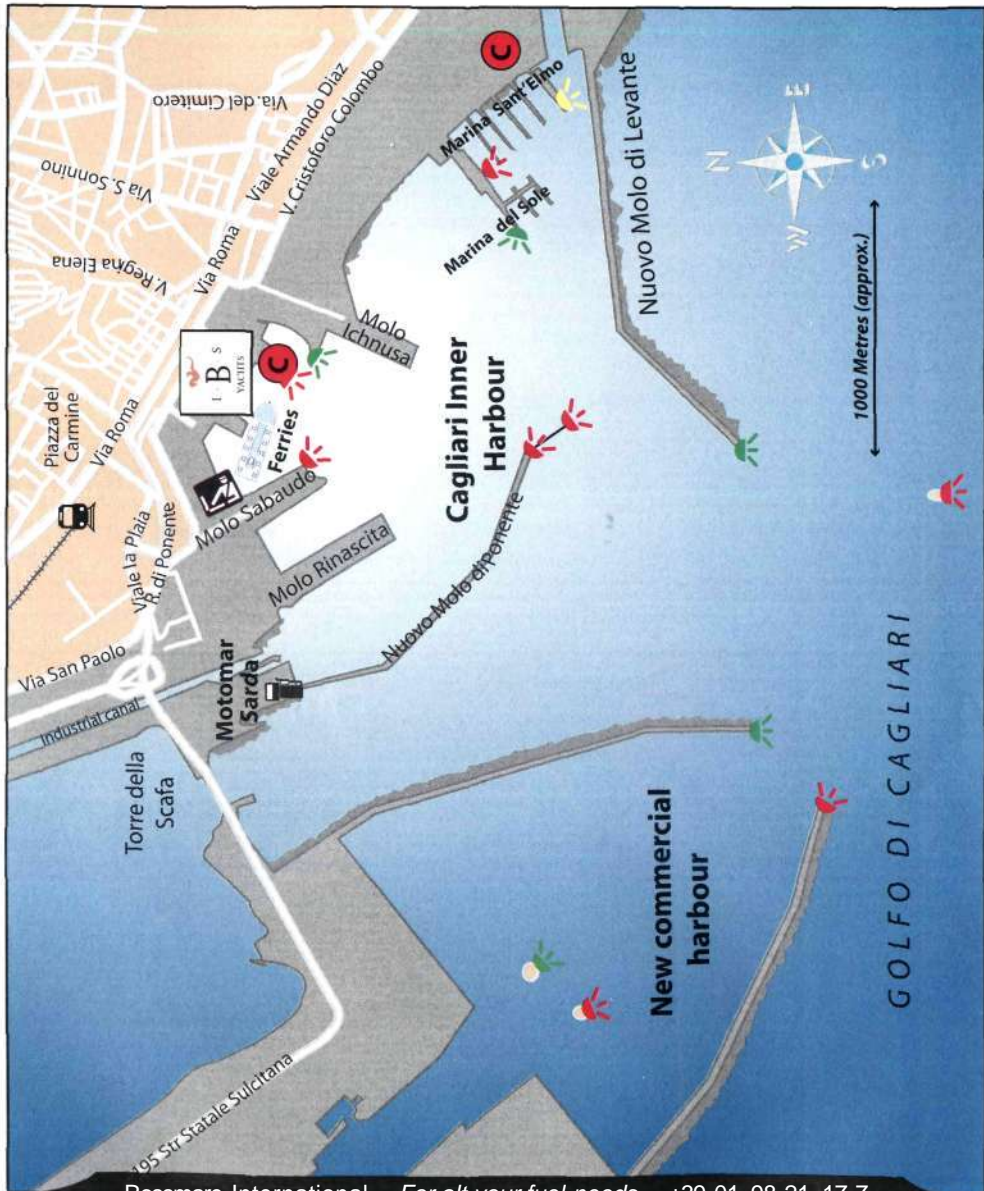 Via. del Cimitero
Via S. Sonnino
V. Regina Elena
Viale Armando Diaz
V. Cristoforo Colombo
Via Roma
Piazza del
Carmine
Via Roma
Viale la Plaia
R. di Ponente
Via San Paolo
Industrial canal
I · B · S
YACHTS
C
C
Ferries
Molo Sabaudo
Molo Rinascita
Molo
Ichnusa
Marina Sant'Elmo
Marina del Sole
Nuovo Molo di Levante
N
E
S
W
1000 Metres (approx.)
Cagliari Inner
Harbour
Nuovo Molo diPonente
Motomar
Sarda
Torre della
Scafa
New commercial
harbour
GOLFO DI CAGLIARI
195 Str Statale Sulcitana